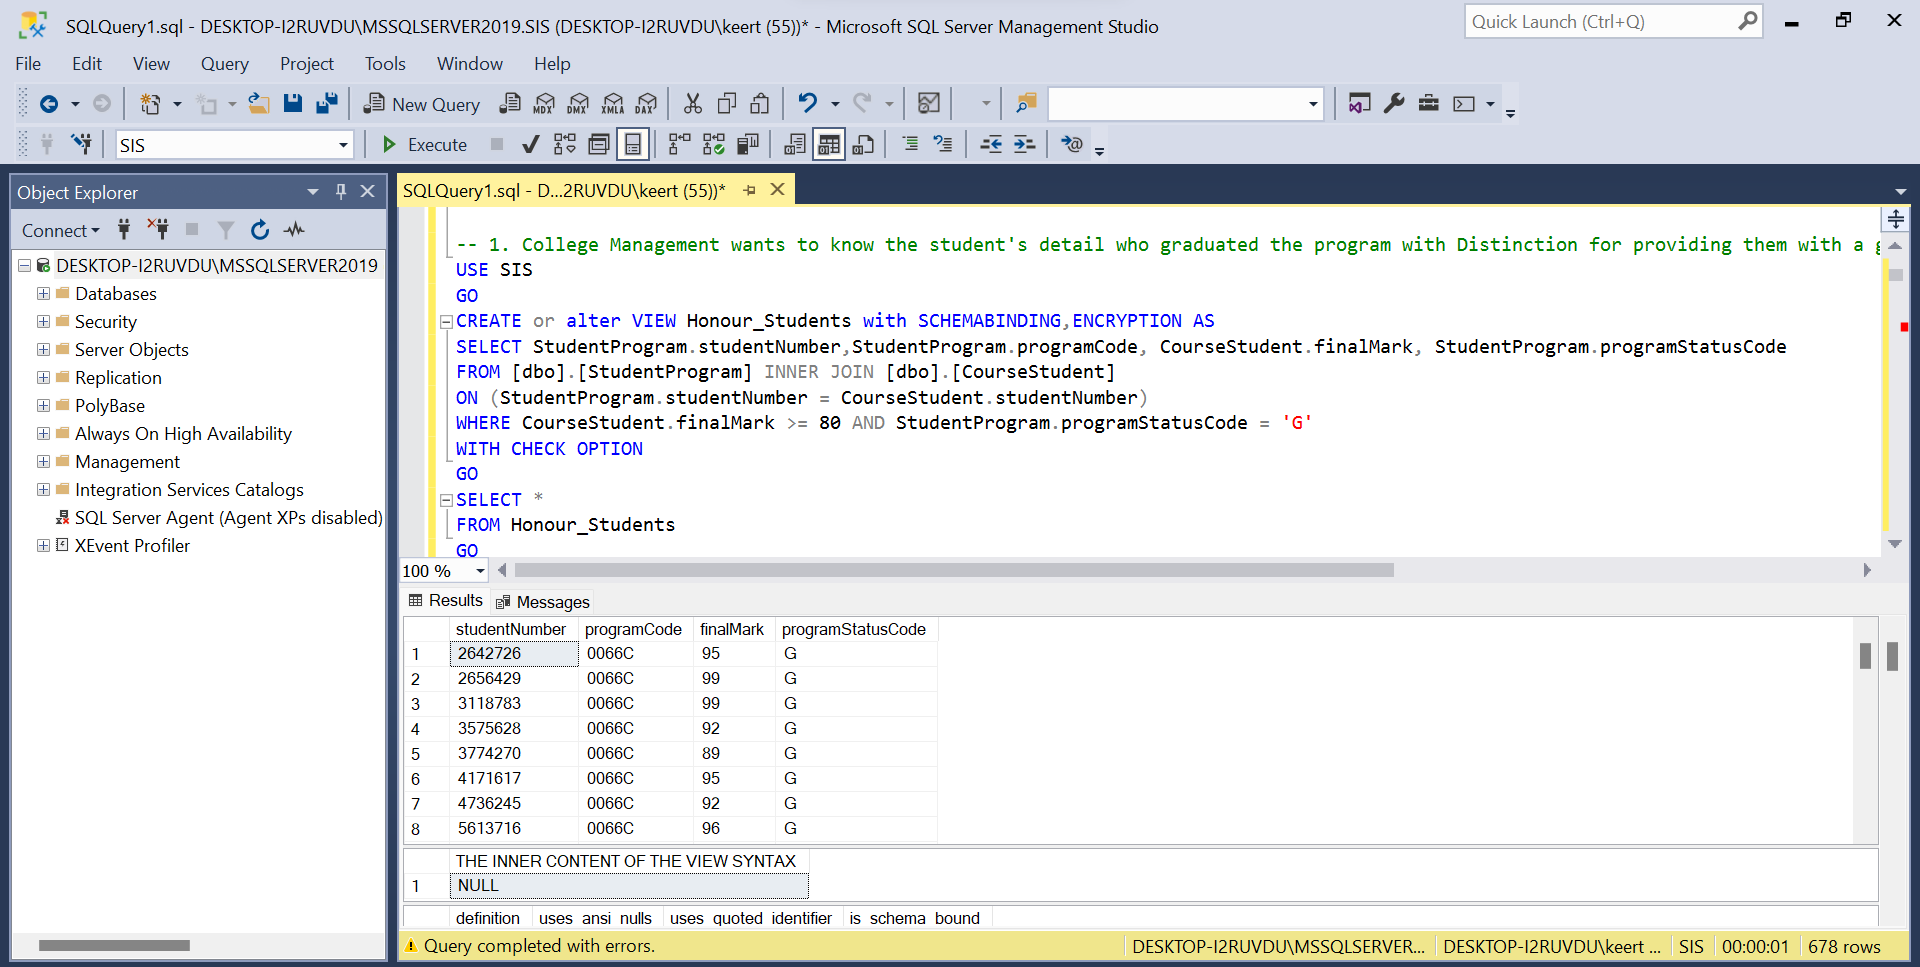 SQLQuery1.sql - DESKTOP-I2RUVDU\MSSQLSERVER2019.SIS (DESKTOP-I2RUVDU\keert (55))* - Microsoft SQL Server Management Studio
Quick Launch (Ctrl+Q)
File Edit View Query Project Tools Window Help
New Query MDX DMX XMLA DAX
SIS Execute
Object Explorer
SQLQuery1.sql - D...2RUVDU\keert (55))*
Connect
DESKTOP-I2RUVDU\MSSQLSERVER2019
Databases
Security
Server Objects
Replication
PolyBase
Always On High Availability
Management
Integration Services Catalogs
SQL Server Agent (Agent XPs disabled)
XEvent Profiler
-- 1. College Management wants to know the student's detail who graduated the program with Distinction for providing them with a
USE SIS
GO
CREATE or alter VIEW Honour_Students with SCHEMABINDING,ENCRYPTION AS
SELECT StudentProgram.studentNumber,StudentProgram.programCode, CourseStudent.finalMark, StudentProgram.programStatusCode
FROM [dbo].[StudentProgram] INNER JOIN [dbo].[CourseStudent]
ON (StudentProgram.studentNumber = CourseStudent.studentNumber)
WHERE CourseStudent.finalMark >= 80 AND StudentProgram.programStatusCode = 'G'
WITH CHECK OPTION
GO
SELECT *
FROM Honour_Students
GO
100 %
Results Messages
studentNumber programCode finalMark programStatusCode
1 2642726 0066C 95 G
2 2656429 0066C 99 G
3 3118783 0066C 99 G
4 3575628 0066C 92 G
5 3774270 0066C 89 G
6 4171617 0066C 95 G
7 4736245 0066C 92 G
8 5613716 0066C 96 G
THE INNER CONTENT OF THE VIEW SYNTAX
1 NULL
definition uses_ansi_nulls uses_quoted_identifier is_schema_bound
Query completed with errors. DESKTOP-I2RUVDU\MSSQLSERVER... DESKTOP-I2RUVDU\keert ... SIS 00:00:01 678 rows